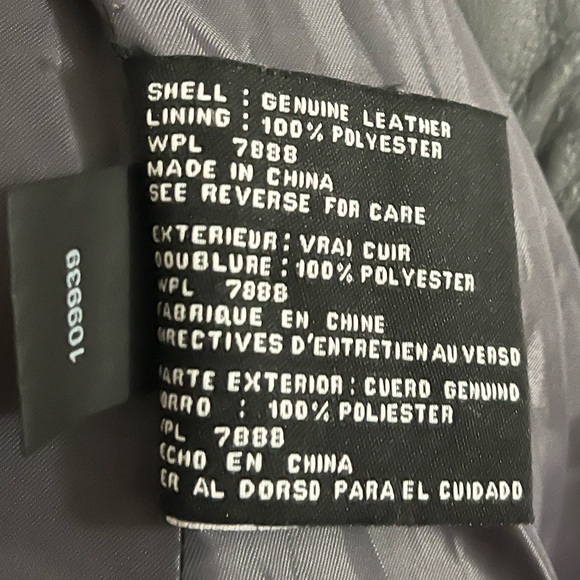 SHELL : GENUINE LEATHER
LINING : 100% POLYESTER
WPL 7888
MADE IN CHINA
SEE REVERSE FOR CARE
EXTERIEUR : VRAI CUIR
DOUBLURE : 100% POLYESTER
WPL 7888
FABRIQUE EN CHINE
DIRECTIVES D'ENTRETIEN AU VERSO
PARTE EXTERIOR : CUERO GENUINO
FORRO : 100% POLIESTER
WPL 7888
HECHO EN CHINA
VER AL DORSO PARA EL CUIDADO
109939